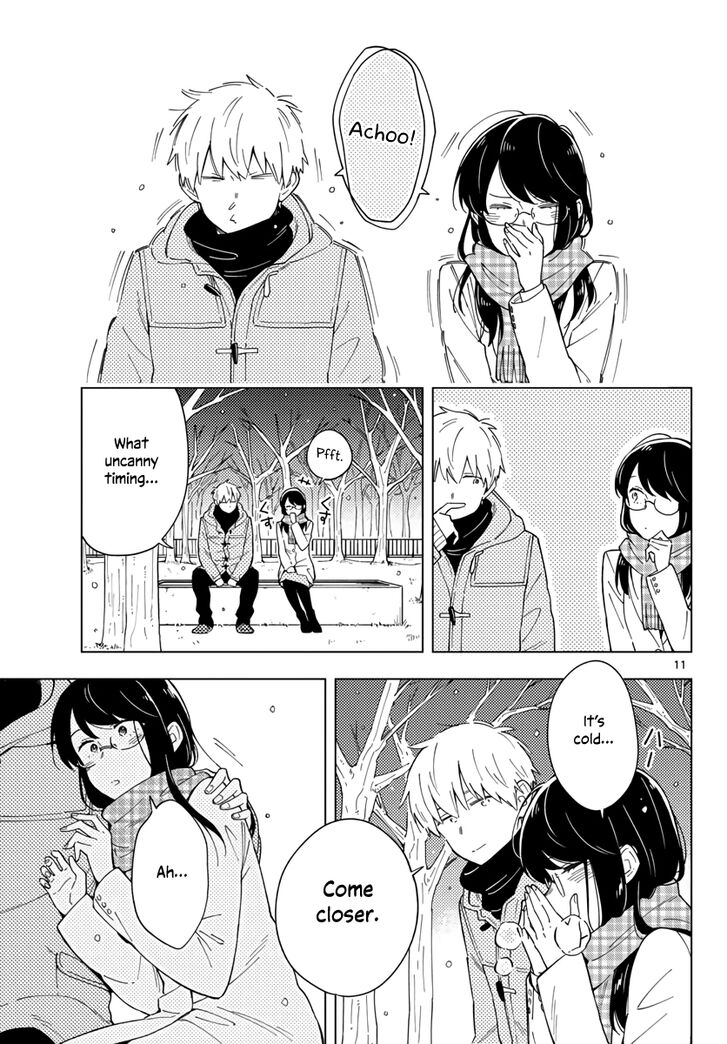 Achoo!
くすくす
Pfft.
What
uncanny
timing...
11
It's
cold...
Come
closer.
Ah...